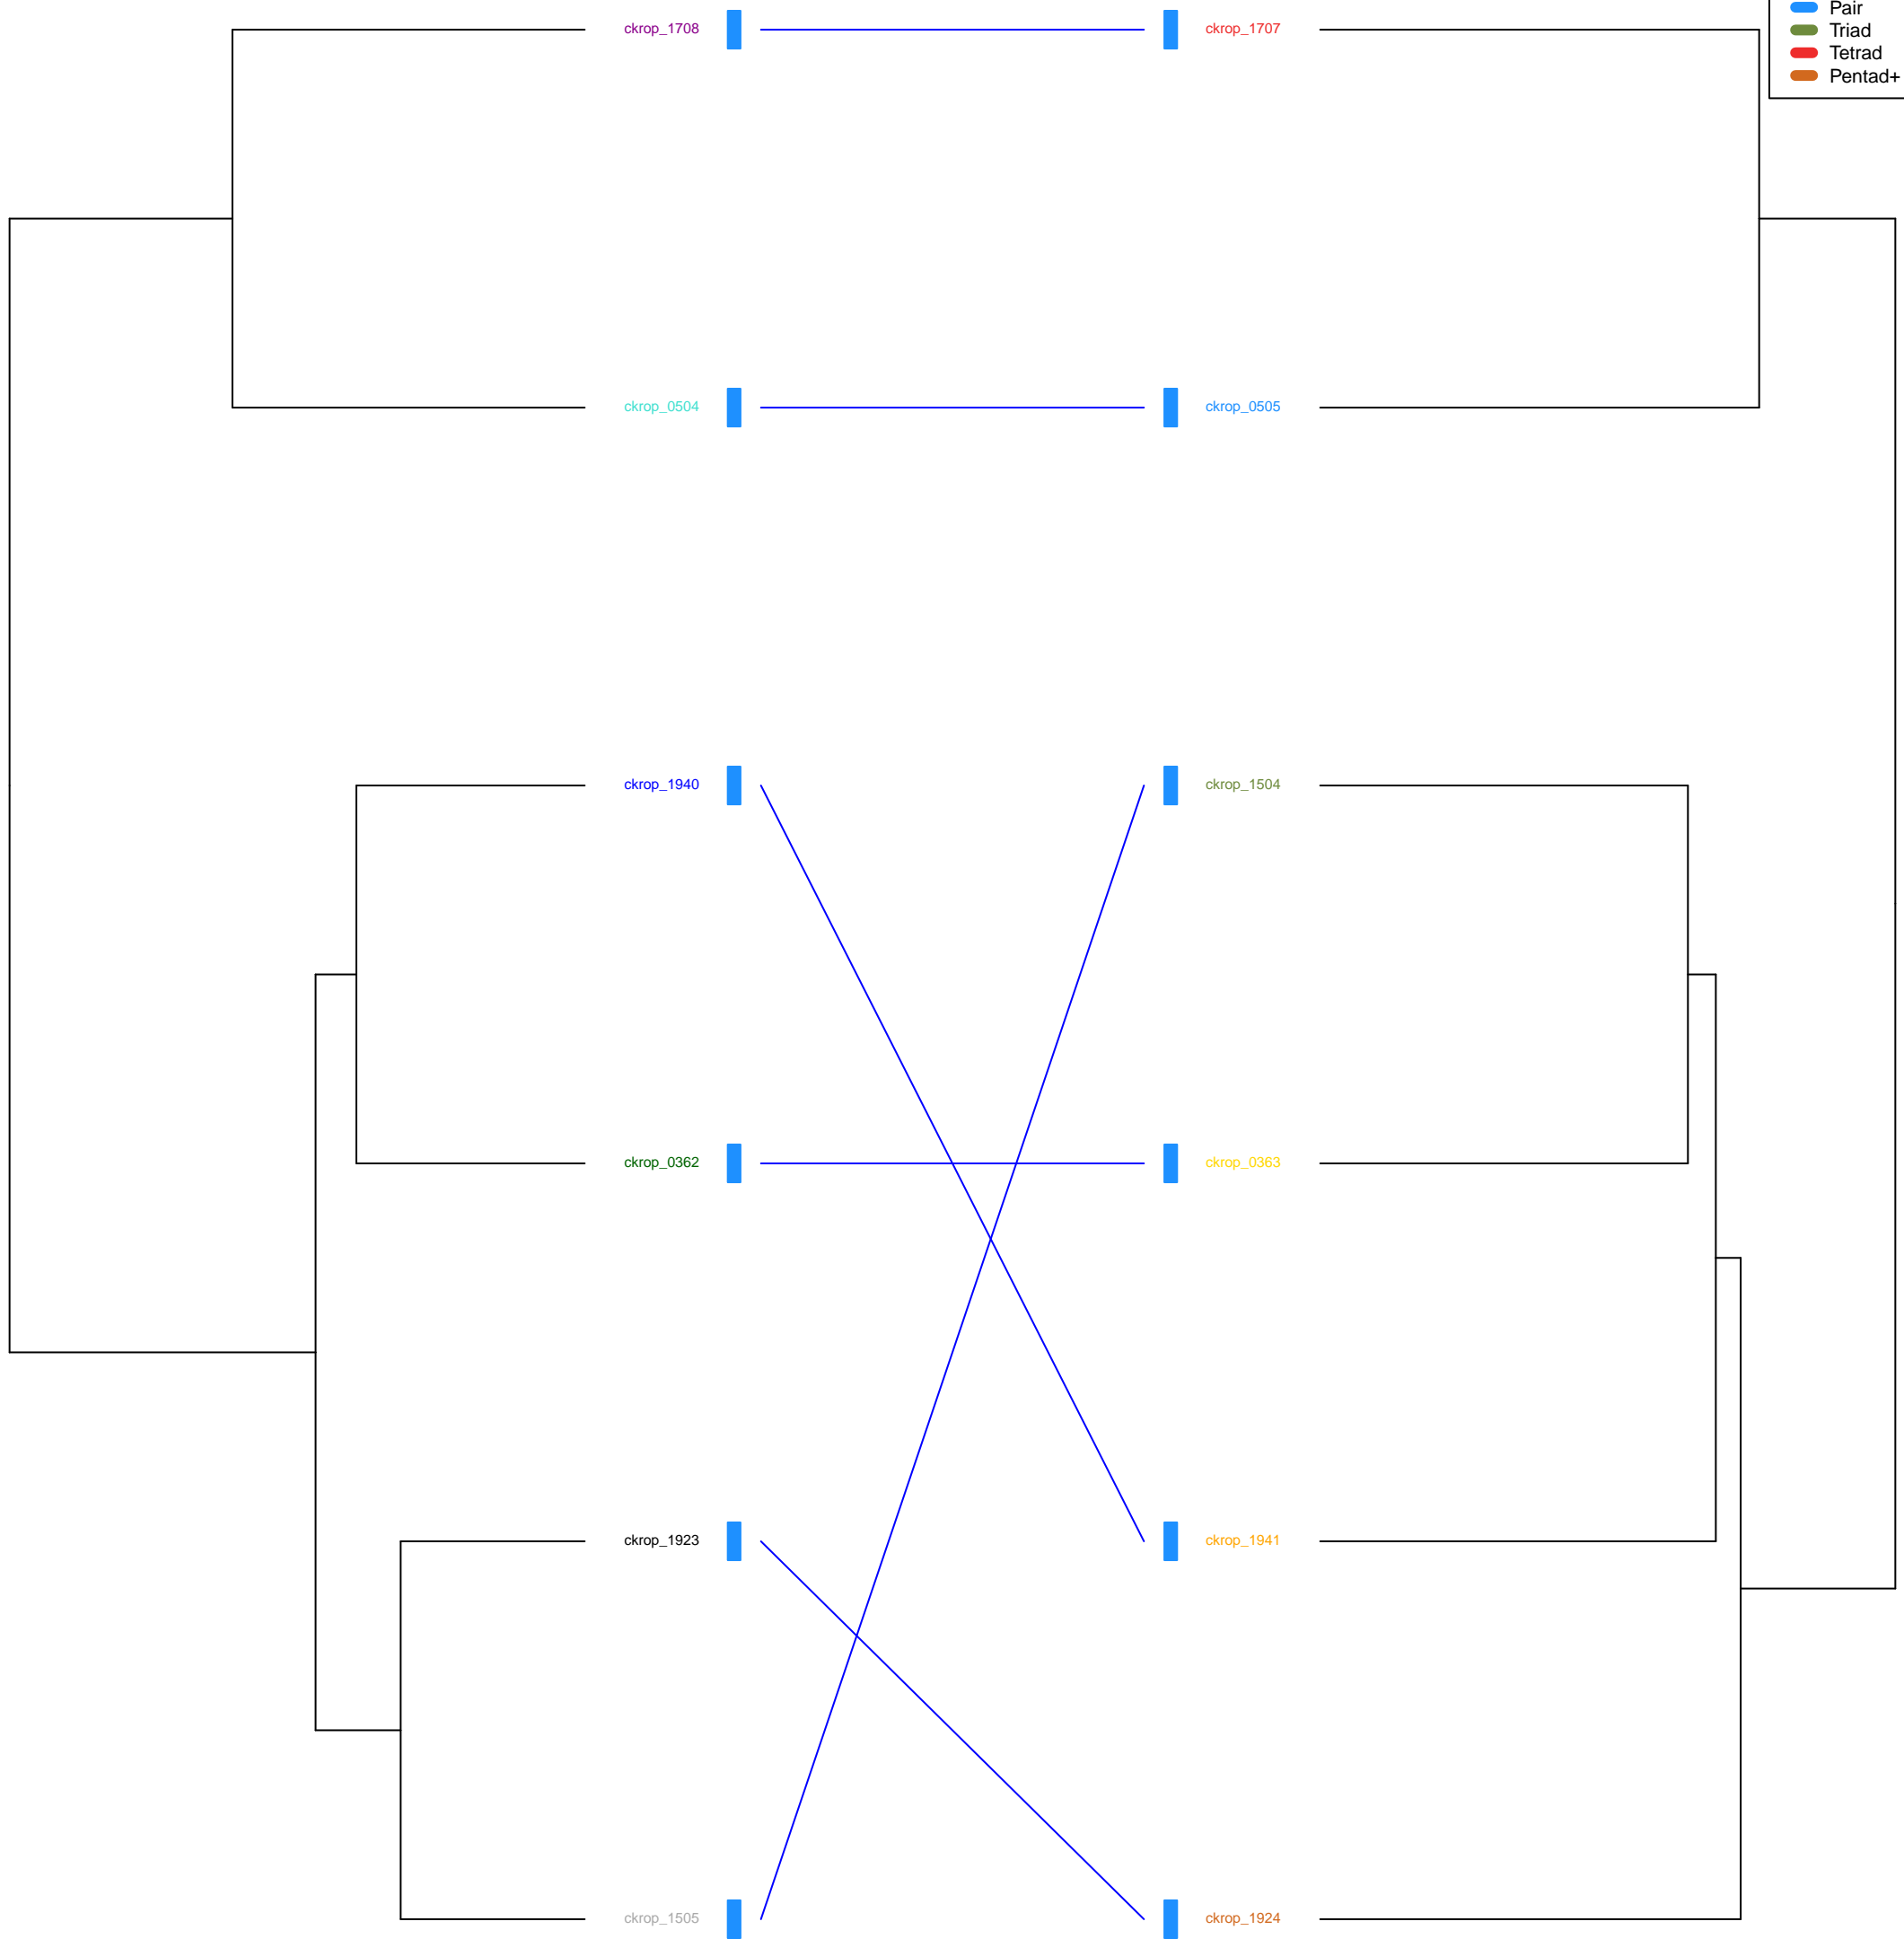 Pair
Triad
Tetrad
Pentad+
ckrop_1708 ckrop_1707
ckrop_0504 ckrop_0505
ckrop_1940 ckrop_1504
ckrop_0362 ckrop_0363
ckrop_1923 ckrop_1941
ckrop_1505 ckrop_1924